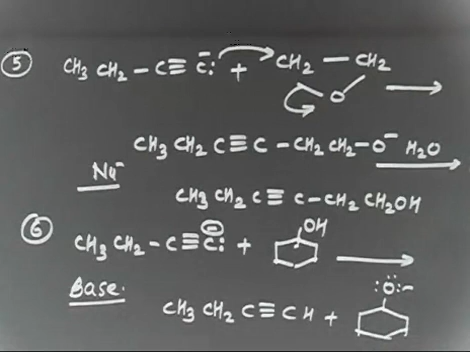 5 CH3 CH2 - C ≡ C̄: + CH2 - CH2
O
CH3 CH2 C ≡ C - CH2 CH2 - O⁻ H2O
Nu⁻
CH3 CH2 C ≡ C - CH2 CH2OH
6 CH3 CH2 - C ≡ C:⊖ + OH
Base.
CH3 CH2 C ≡ CH + :Ö:⁻